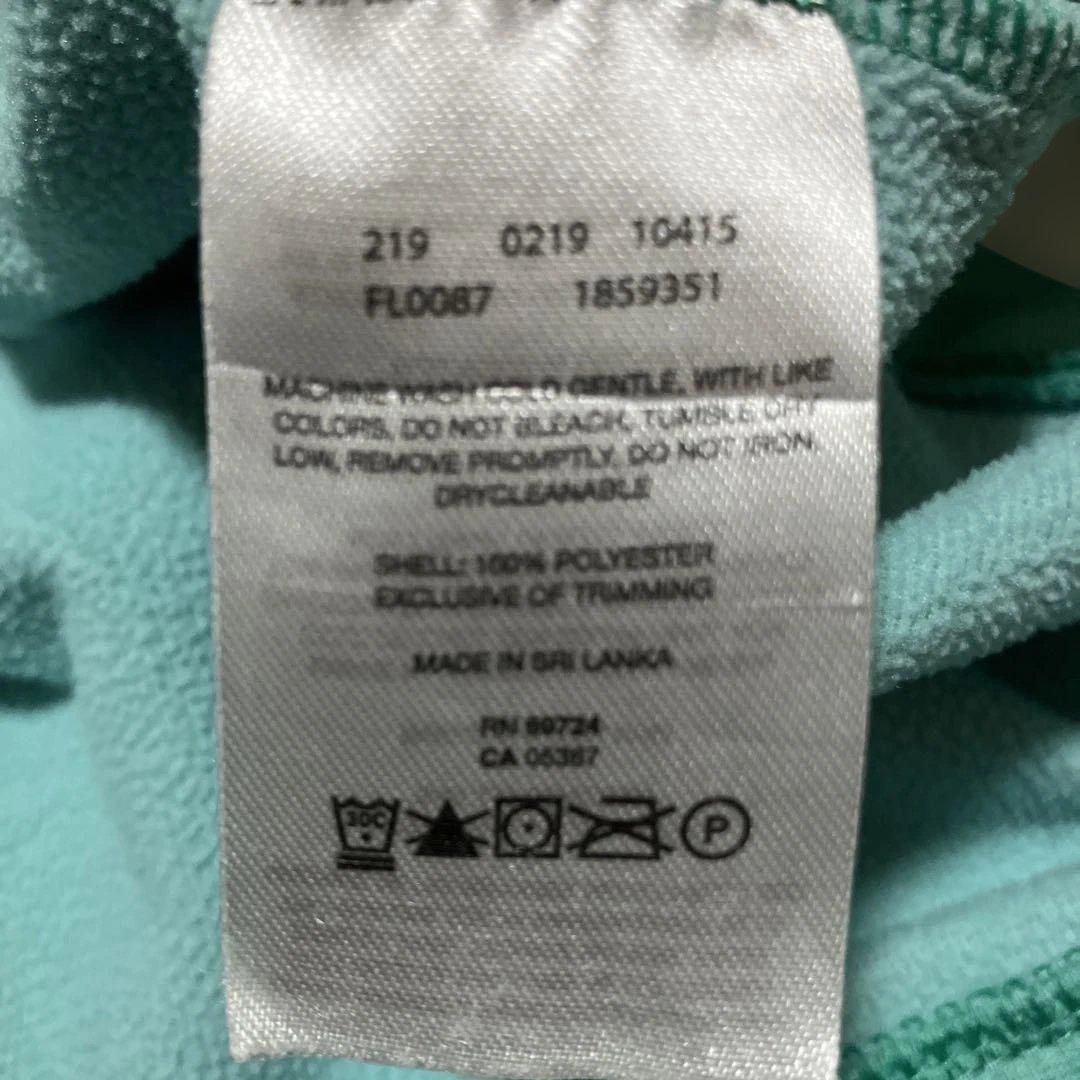 219 0219 10415
FL0087 1859351
MACHINE WASH COLD GENTLE, WITH LIKE
COLORS, DO NOT BLEACH, TUMBLE DRY
LOW, REMOVE PROMPTLY, DO NOT IRON,
DRYCLEANABLE
SHELL: 100% POLYESTER
EXCLUSIVE OF TRIMMING
MADE IN SRI LANKA
RN 69724
CA 05367
30C
P